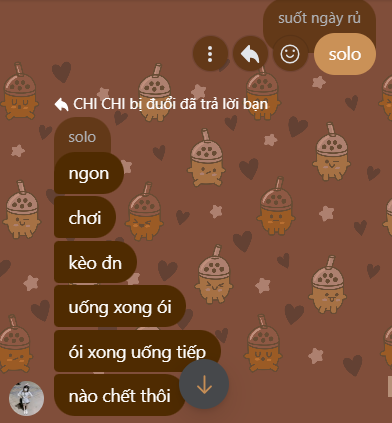 suốt ngày rủ
solo
CHI CHI bị đuổi đã trả lời bạn
solo
ngon
chơi
kèo đn
uống xong ói
ói xong uống tiếp
nào chết thôi